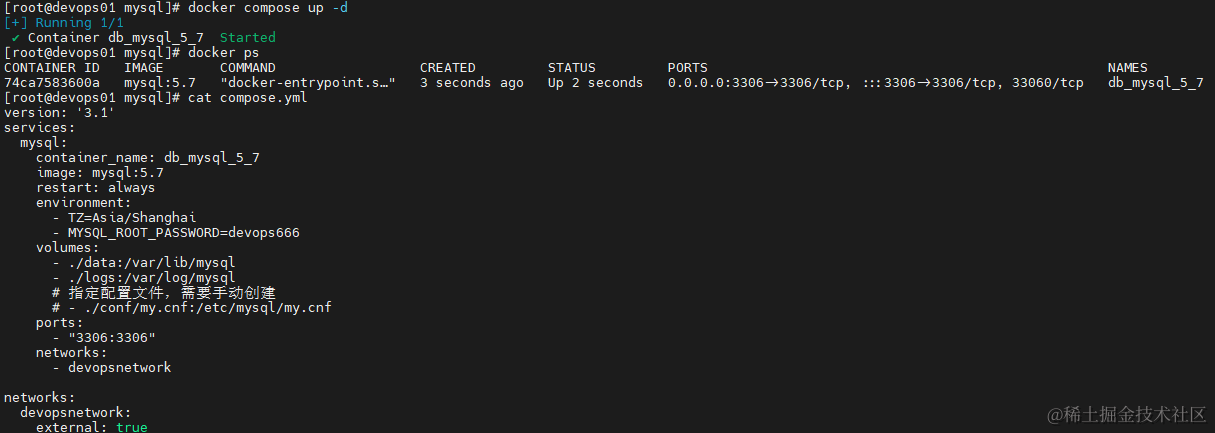 [root@devops01 mysql]# docker compose up -d
[+] Running 1/1
✔ Container db_mysql_5_7  Started
[root@devops01 mysql]# docker ps
CONTAINER ID   IMAGE       COMMAND                  CREATED         STATUS         PORTS                                                  NAMES
74ca7583600a   mysql:5.7   "docker-entrypoint.s…"   3 seconds ago   Up 2 seconds   0.0.0.0:3306->3306/tcp, :::3306->3306/tcp, 33060/tcp   db_mysql_5_7
[root@devops01 mysql]# cat compose.yml
version: '3.1'
services:
  mysql:
    container_name: db_mysql_5_7
    image: mysql:5.7
    restart: always
    environment:
      - TZ=Asia/Shanghai
      - MYSQL_ROOT_PASSWORD=devops666
    volumes:
      - ./data:/var/lib/mysql
      - ./logs:/var/log/mysql
      # 指定配置文件，需要手动创建
      # - ./conf/my.cnf:/etc/mysql/my.cnf
    ports:
      - "3306:3306"
    networks:
      - devopsnetwork

networks:
  devopsnetwork:
    external: true
@稀土掘金技术社区